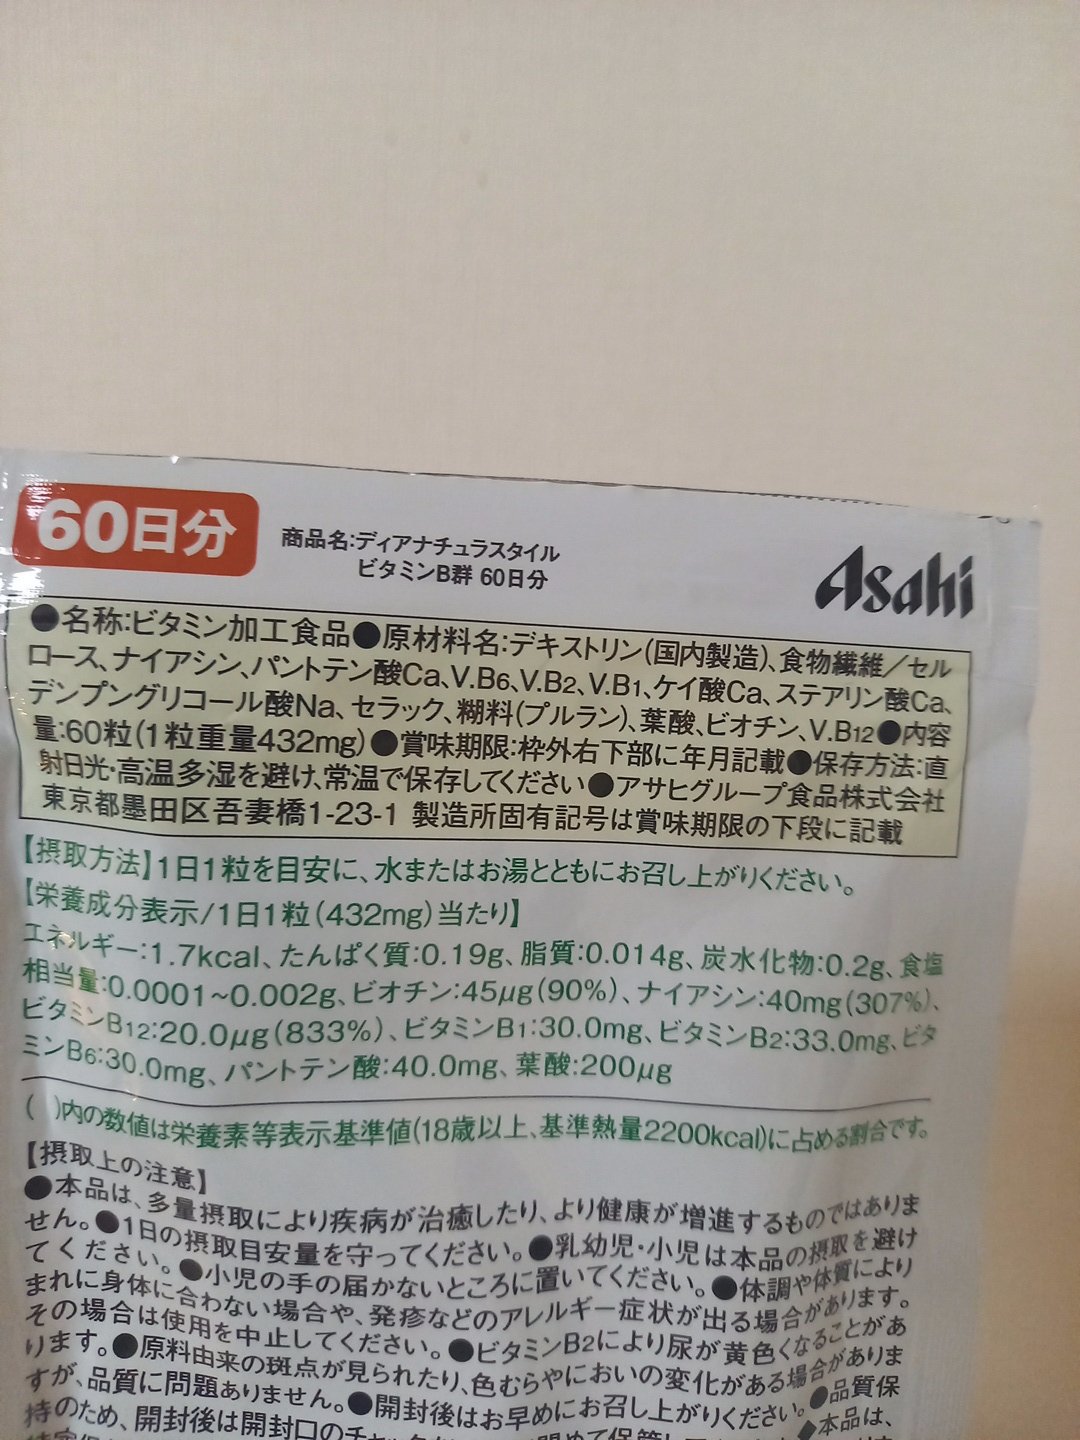 60日分
商品名:ディアナチュラスタイル
ビタミンB群 60日分
Asahi
●名称:ビタミン加工食品●原材料名:デキストリン(国内製造)、食物繊維／セル
ロース、ナイアシン、パントテン酸Ca、V.B6、V.B2、V.B1、ケイ酸Ca、ステアリン酸Ca、
デンプングリコール酸Na、セラック、糊料(プルラン)、葉酸、ビオチン、V.B12●内容
量:60粒(1粒重量432mg)●賞味期限:枠外右下部に年月記載●保存方法:直
射日光・高温多湿を避け、常温で保存してください●アサヒグループ食品株式会社
東京都墨田区吾妻橋1-23-1 製造所固有記号は賞味期限の下段に記載
【摂取方法】1日1粒を目安に、水またはお湯とともにお召し上がりください。
【栄養成分表示/1日1粒(432mg)当たり】
エネルギー:1.7kcal、たんぱく質:0.19g、脂質:0.014g、炭水化物:0.2g、食塩
相当量:0.0001~0.002g、ビオチン:45μg(90%)、ナイアシン:40mg(307%)、
ビタミンB12:20.0μg(833%)、ビタミンB1:30.0mg、ビタミンB2:33.0mg、ビタ
ミンB6:30.0mg、パントテン酸:40.0mg、葉酸:200μg
( )内の数値は栄養素等表示基準値(18歳以上、基準熱量2200kcal)に占める割合です。
【摂取上の注意】
●本品は、多量摂取により疾病が治癒したり、より健康が増進するものではありま
せん。●1日の摂取目安量を守ってください。●乳幼児・小児は本品の摂取を避け
てください。●小児の手の届かないところに置いてください。●体調や体質により
まれに身体に合わない場合や、発疹などのアレルギー症状が出る場合があります。
その場合は使用を中止してください。●ビタミンB2により尿が黄色くなることがあ
ります。●原料由来の斑点が見られたり、色むらやにおいの変化がある場合がありま
すが、品質に問題ありません。●開封後はお早めにお召し上がりください。●品質保
持のため、開封後は開封口のチャックを 閉めて保管して ◆本品は、